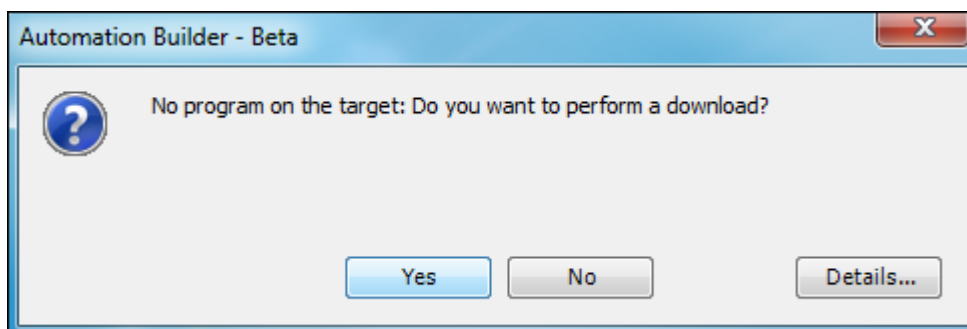 Automation Builder - Beta
No program on the target: Do you want to perform a download?
Yes No Details...